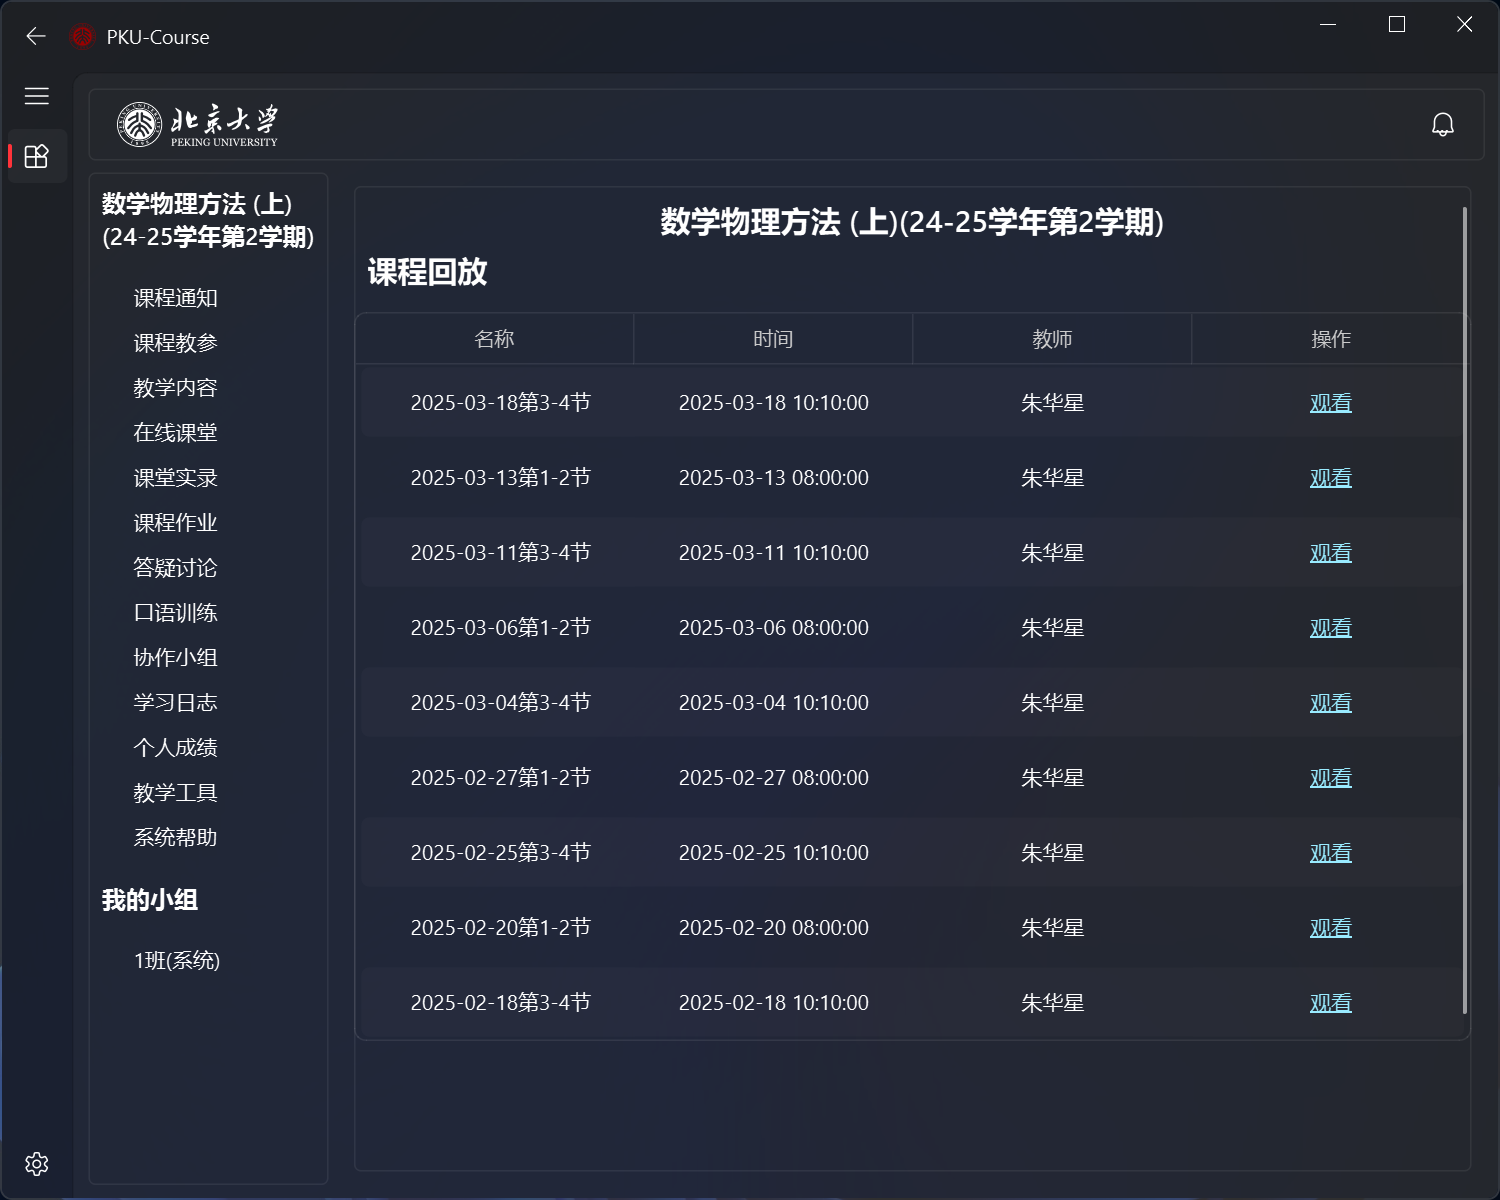 PKU-Course
北京大学
PEKING UNIVERSITY
数学物理方法 (上)
(24-25学年第2学期)
课程通知
课程教参
教学内容
在线课堂
课堂实录
课程作业
答疑讨论
口语训练
协作小组
学习日志
个人成绩
教学工具
系统帮助
我的小组
1班(系统)
数学物理方法 (上)(24-25学年第2学期)
课程回放
名称 时间 教师 操作
2025-03-18第3-4节 2025-03-18 10:10:00 朱华星 观看
2025-03-13第1-2节 2025-03-13 08:00:00 朱华星 观看
2025-03-11第3-4节 2025-03-11 10:10:00 朱华星 观看
2025-03-06第1-2节 2025-03-06 08:00:00 朱华星 观看
2025-03-04第3-4节 2025-03-04 10:10:00 朱华星 观看
2025-02-27第1-2节 2025-02-27 08:00:00 朱华星 观看
2025-02-25第3-4节 2025-02-25 10:10:00 朱华星 观看
2025-02-20第1-2节 2025-02-20 08:00:00 朱华星 观看
2025-02-18第3-4节 2025-02-18 10:10:00 朱华星 观看